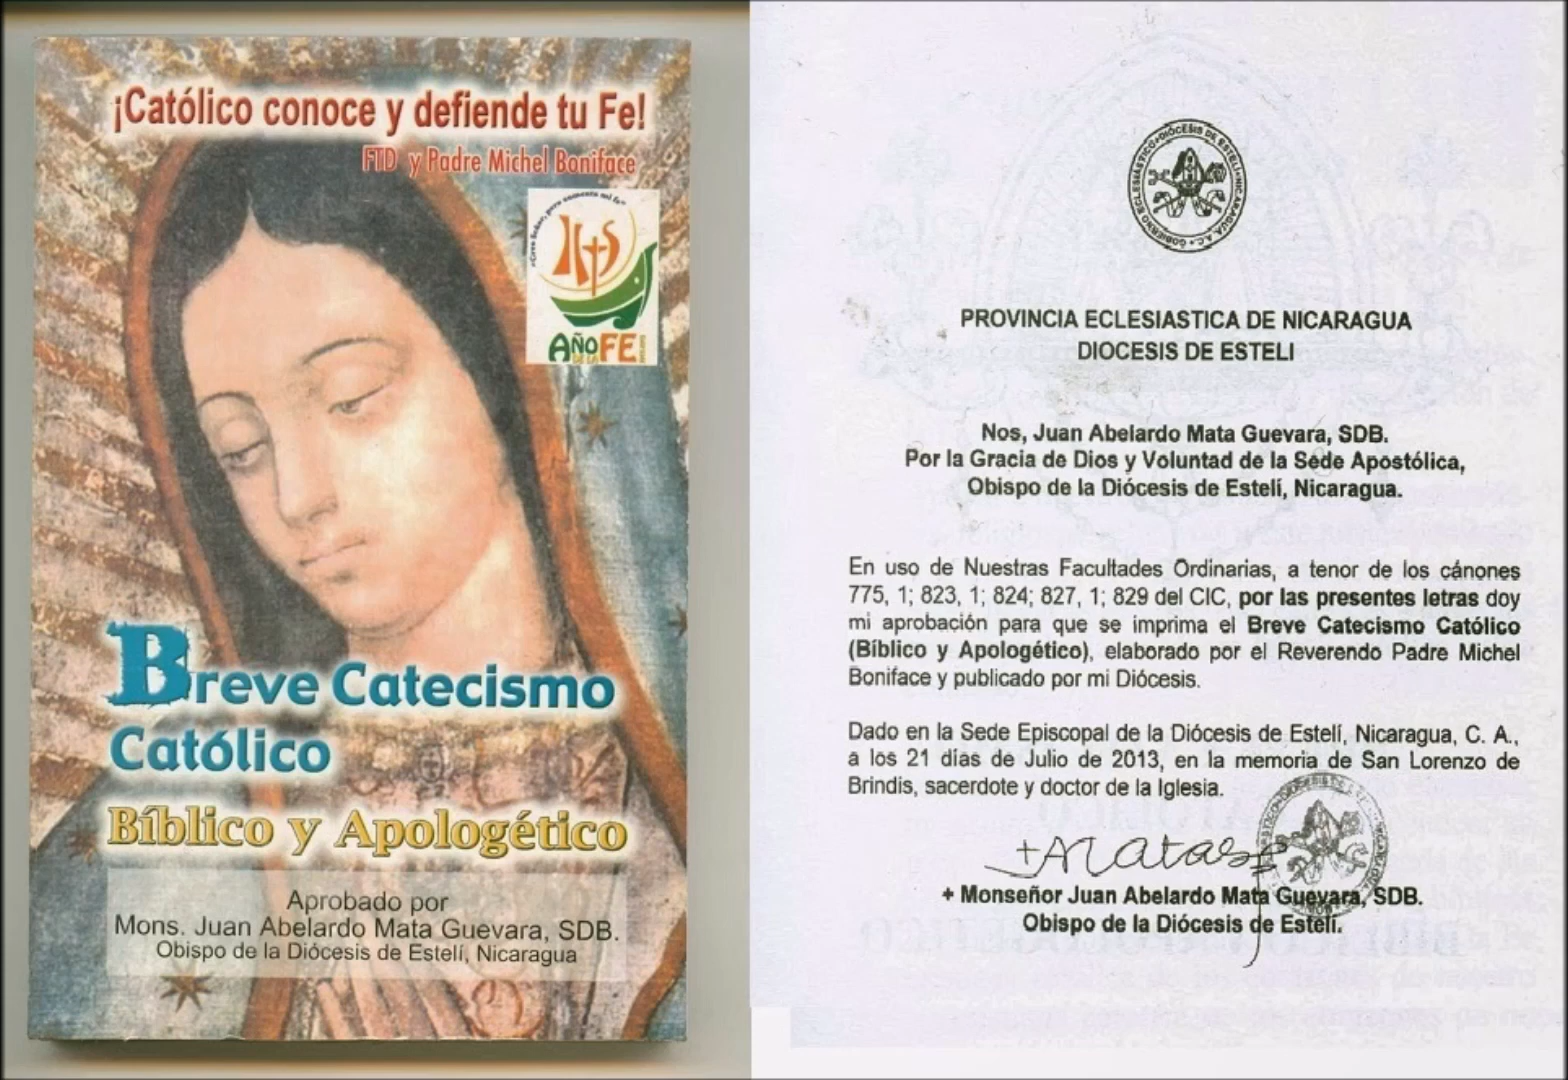 ¡Católico conoce y defiende tu Fe!
FTD y Padre Michel Boniface
AÑO DE LA FE
Breve Catecismo
Católico
Bíblico y Apologético
Aprobado por
Mons. Juan Abelardo Mata Guevara, SDB.
Obispo de la Diócesis de Estelí, Nicaragua
GOBIERNO ECLESIÁSTICO • DIÓCESIS DE ESTELI - NICARAGUA, A.C.
PROVINCIA ECLESIASTICA DE NICARAGUA
DIOCESIS DE ESTELI
Nos, Juan Abelardo Mata Guevara, SDB.
Por la Gracia de Dios y Voluntad de la Sede Apostólica,
Obispo de la Diócesis de Estelí, Nicaragua.
En uso de Nuestras Facultades Ordinarias, a tenor de los cánones
775, 1; 823, 1; 824; 827, 1; 829 del CIC, por las presentes letras doy
mi aprobación para que se imprima el Breve Catecismo Católico
(Bíblico y Apologético), elaborado por el Reverendo Padre Michel
Boniface y publicado por mi Diócesis.
Dado en la Sede Episcopal de la Diócesis de Estelí, Nicaragua, C. A.,
a los 21 días de Julio de 2013, en la memoria de San Lorenzo de
Brindis, sacerdote y doctor de la Iglesia.
+ Monseñor Juan Abelardo Mata Guevara, SDB.
Obispo de la Diócesis de Estelí.